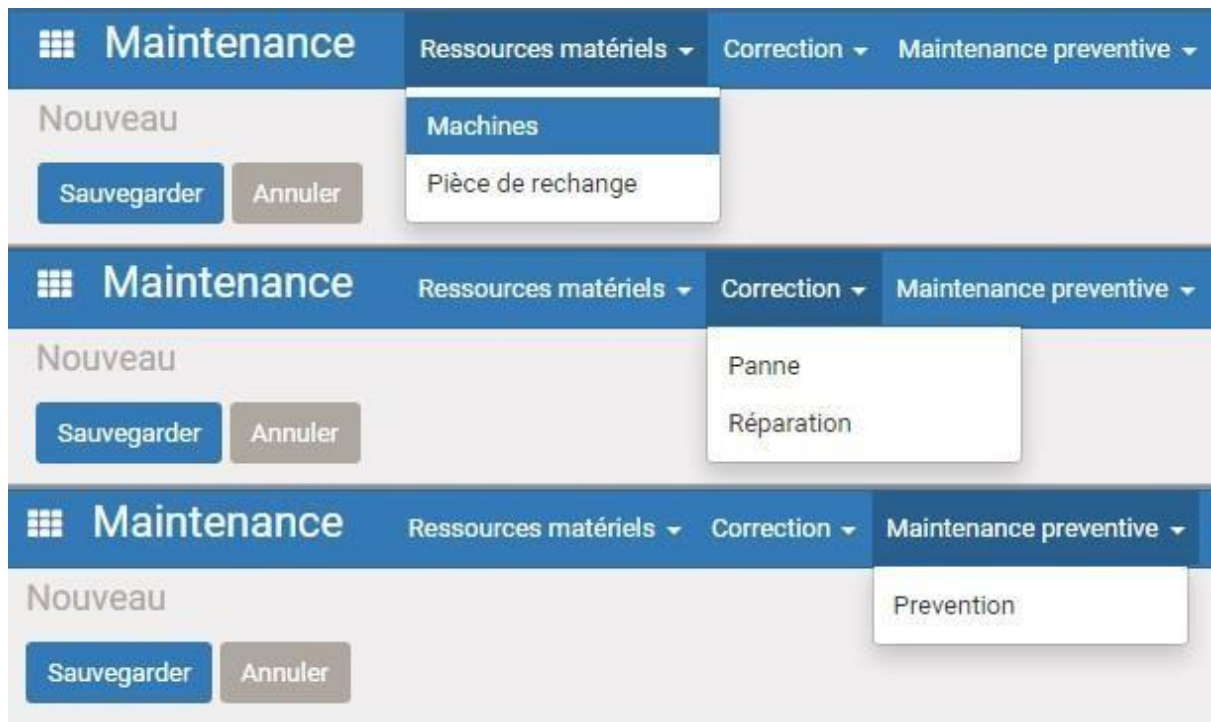 Maintenance Ressources matériels Correction Maintenance preventive
Nouveau
Machines
Sauvegarder Annuler
Pièce de rechange
Maintenance Ressources matériels Correction Maintenance preventive
Nouveau
Panne
Sauvegarder Annuler
Réparation
Maintenance Ressources matériels Correction Maintenance preventive
Nouveau
Prevention
Sauvegarder Annuler